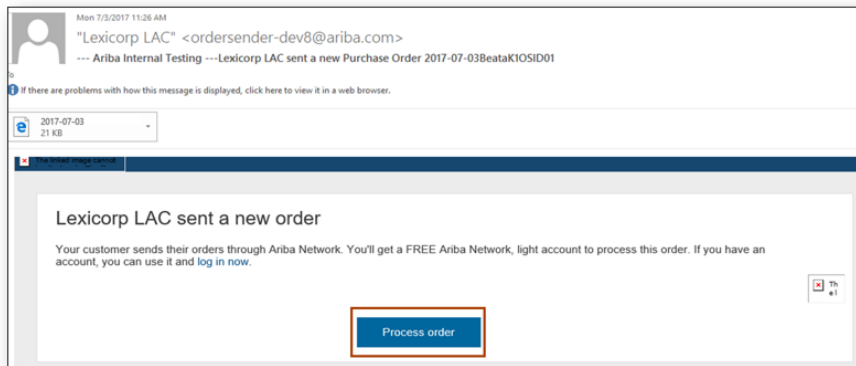 Mon 7/3/2017 11:26 AM
"Lexicorp LAC" <ordersender-dev8@ariba.com>
--- Ariba Internal Testing ---Lexicorp LAC sent a new Purchase Order 2017-07-03BeataK1OSID01
To
If there are problems with how this message is displayed, click here to view it in a web browser.
2017-07-03
21 KB
The linked image cannot
Lexicorp LAC sent a new order
Your customer sends their orders through Ariba Network. You'll get a FREE Ariba Network, light account to process this order. If you have an
account, you can use it and log in now.
Th
e l
Process order